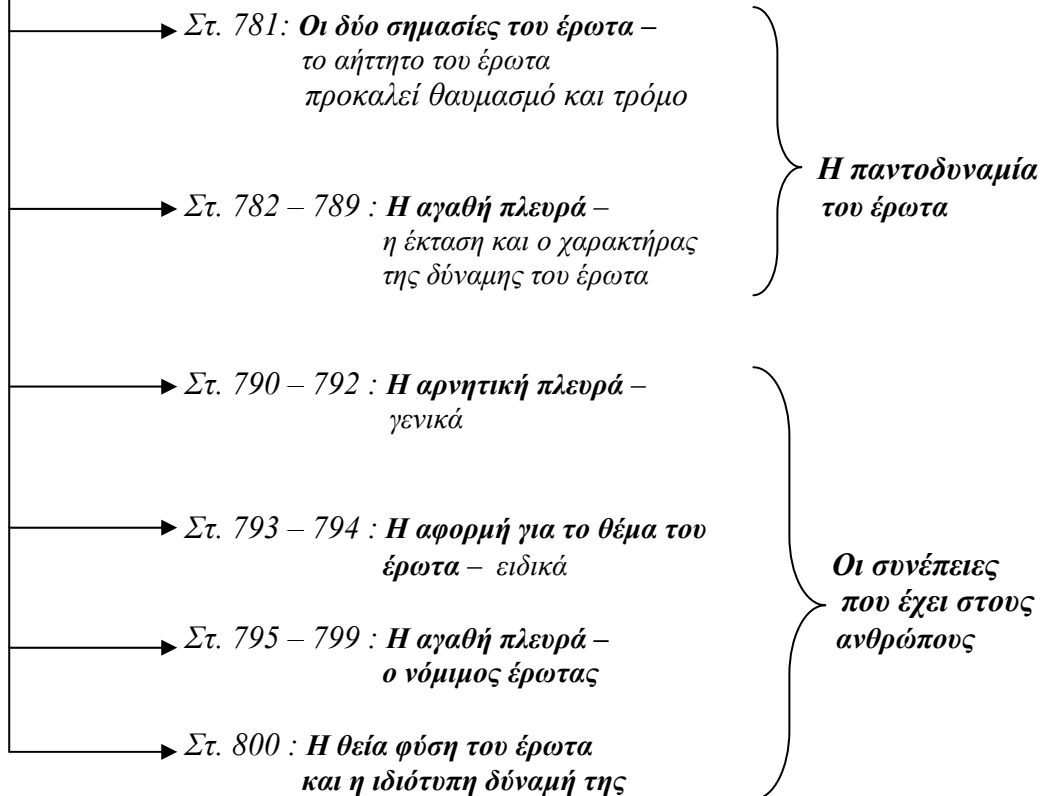 Στ. 781: Οι δύο σημασίες του έρωτα –
το αήττητο του έρωτα
προκαλεί θαυμασμό και τρόμο
Η παντοδυναμία
του έρωτα
Στ. 782 – 789 : Η αγαθή πλευρά –
η έκταση και ο χαρακτήρας
της δύναμης του έρωτα
Στ. 790 – 792 : Η αρνητική πλευρά –
γενικά
Στ. 793 – 794 : Η αφορμή για το θέμα του
έρωτα – ειδικά
Οι συνέπειες
που έχει στους
ανθρώπους
Στ. 795 – 799 : Η αγαθή πλευρά –
ο νόμιμος έρωτας
Στ. 800 : Η θεία φύση του έρωτα
και η ιδιότυπη δύναμή της